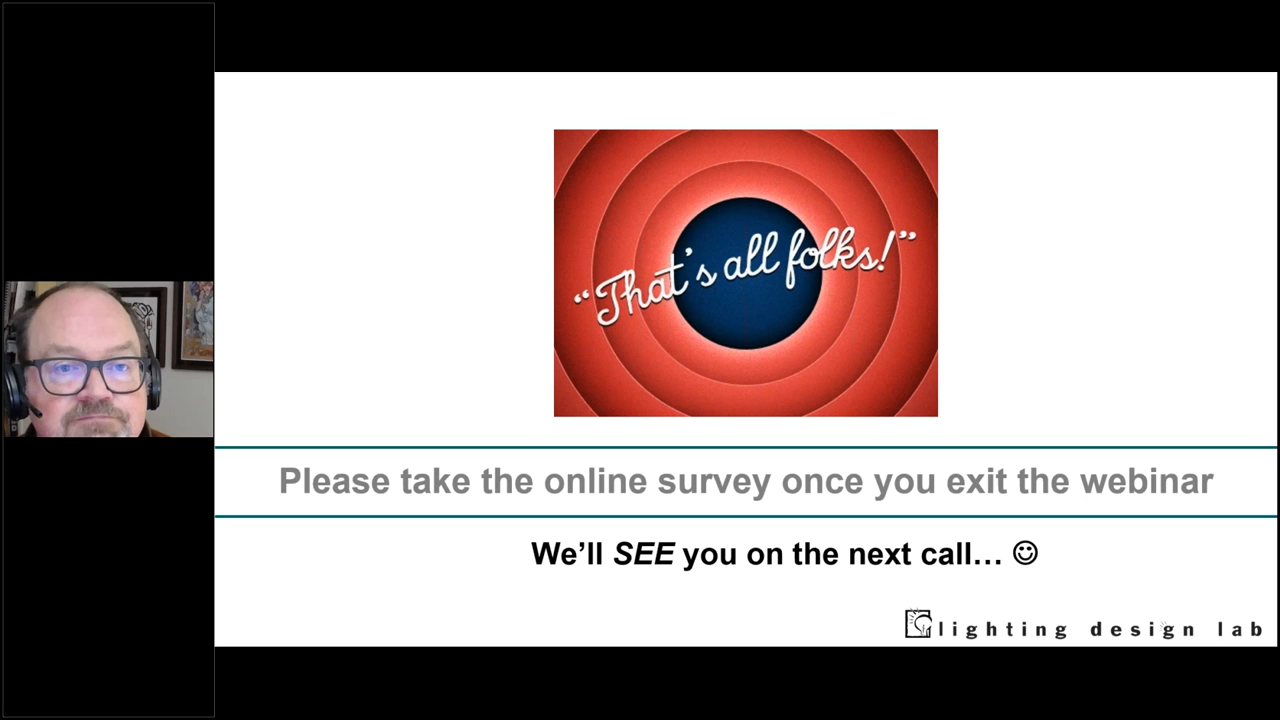 “That’s all folks!”
Please take the online survey once you exit the webinar
We’ll SEE you on the next call… ☺
lighting design lab